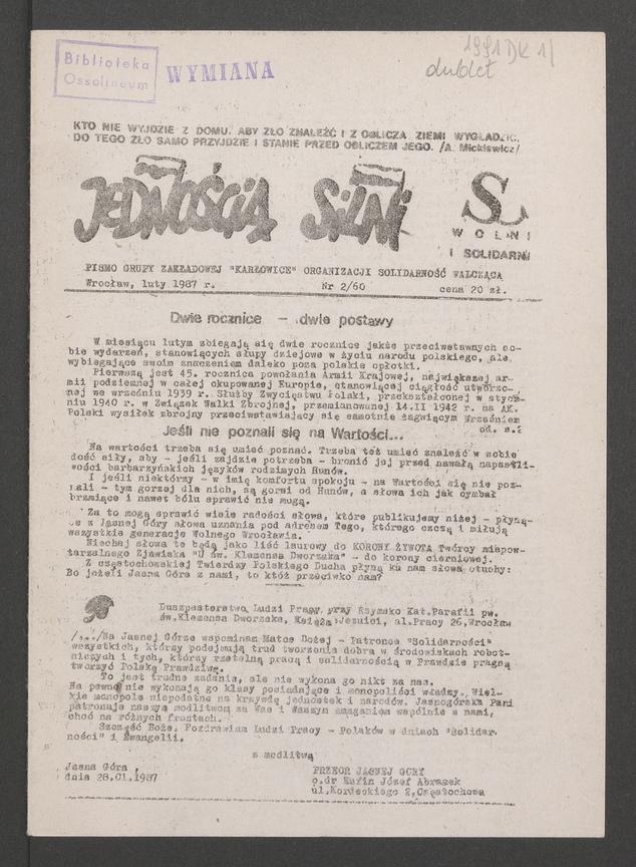 1991 DK 1/
dublet
Biblioteka
Ossolineum
WYMIANA
KTO NIE WYJDZIE Z DOMU, ABY ZŁO ZNALEŹĆ I Z OBLICZA ZIEMI WYGŁADZIĆ,
DO TEGO ZŁO SAMO PRZYJDZIE I STANIE PRZED OBLICZEM JEGO. /A. Mickiewicz/
JEDNOŚCIĄ SILNI
WOLNI
I SOLIDARNI
PISMO GRUPY ZAKŁADOWEJ "KARŁOWICE" ORGANIZACJI SOLIDARNOŚĆ WALCZĄCA
Wrocław, luty 1987 r. Nr 2/60 cena 20 zł.
Dwie rocznice – dwie postawy
W miesiącu lutym zbiegają się dwie rocznice jakże przeciwstawnych so-
bie wydarzeń, stanowiących słupy dziejowe w życiu narodu polskiego, ale
wybiegające swoim znaczeniem daleko poza polskie opłotki.
Pierwszą jest 45. rocznica powołania Armii Krajowej, największej ar-
mii podziemnej w całej okupowanej Europie, stanowiącej ciągłość utworzo-
nej we wrześniu 1939 r. Służby Zwycięstwu Polski, przekształconej w stycz-
niu 1940 r. w Związek Walki Zbrojnej, przemianowanej 14.II 1942 r. na AK.
Polski wysiłek zbrojny przeciwstawiający się samotnie łagwiącym Wrześniem
cd. s.2
Jeśli nie poznali się na Wartości...
Na wartości trzeba się umieć poznać. Trzeba też umieć znaleźć w sobie
dość siły, aby – jeśli zajdzie potrzeba – bronić jej przed nawałą napastli-
wości barbarzyńskich języków rodzimych Hunów.
I jeśli niektórzy – w imię komfortu spokoju – na Wartości się nie poz-
nali – tym gorzej dla nich, są gorsi od Hunów, a słowa ich jak cymbał
brzmiące i nawet bólu sprawić nie mogą.
Za to mogą sprawić wiele radości słowa, które publikujemy niżej – płyną-
ce z Jasnej Góry słowa uznania pod adresem Tego, którego czczą i miłują
wszystkie generacje Wolnego Wrocławia.
Niechaj słowa te będą jako liść laurowy do KORONY ŻYWOTA Twórcy niepow-
tarzalnego Zjawiska "U św. Klemensa Dworzaka" – do korony cierniowej.
Z częstochowskiej Twierdzy Polskiego Ducha płyną ku nam słowa otuchy:
Bo jeżeli Jasna Góra z nami, to któż przeciwko nam?
Duszpasterstwo Ludzi Pracy przy Rzymsko Kat. Parafii pw.
św. Klemensa Dworzaka, Księża Jezuici, al. Pracy 26, Wrocław
/.../Na Jasnej Górze wspominam Matce Bożej – Patronce "Solidarności"
wszystkich, którzy podejmują trud tworzenia dobra w środowiskach robot-
niczych i tych, którzy rzetelną pracą i solidarnością w Prawdzie pragną
tworzyć Polskę Prawdziwą.
To jest trudne zadanie, ale nie wykona go nikt za nas.
Na pewno nie wykonają go klasy posiadające i monopoliści władzy. Wiel-
kie monopole niepodatne na krzywdę jednostek i narodów. Jasnogórska Pani
patronuje naszym modlitwom za Was i Waszym zmaganiom wspólnie z nami,
choć na różnych frontach.
Szczęść Boże. Pozdrawiam Ludzi Pracy – Polaków w dniach "Solidar
ności" i Ewangelii.
z modlitwą
Jasna Góra,
dnia 28.01.1987
PRZEOR JASNEJ GÓRY
o.dr Rufin Józef Abramek
ul. Kordeckiego 2, Częstochowa